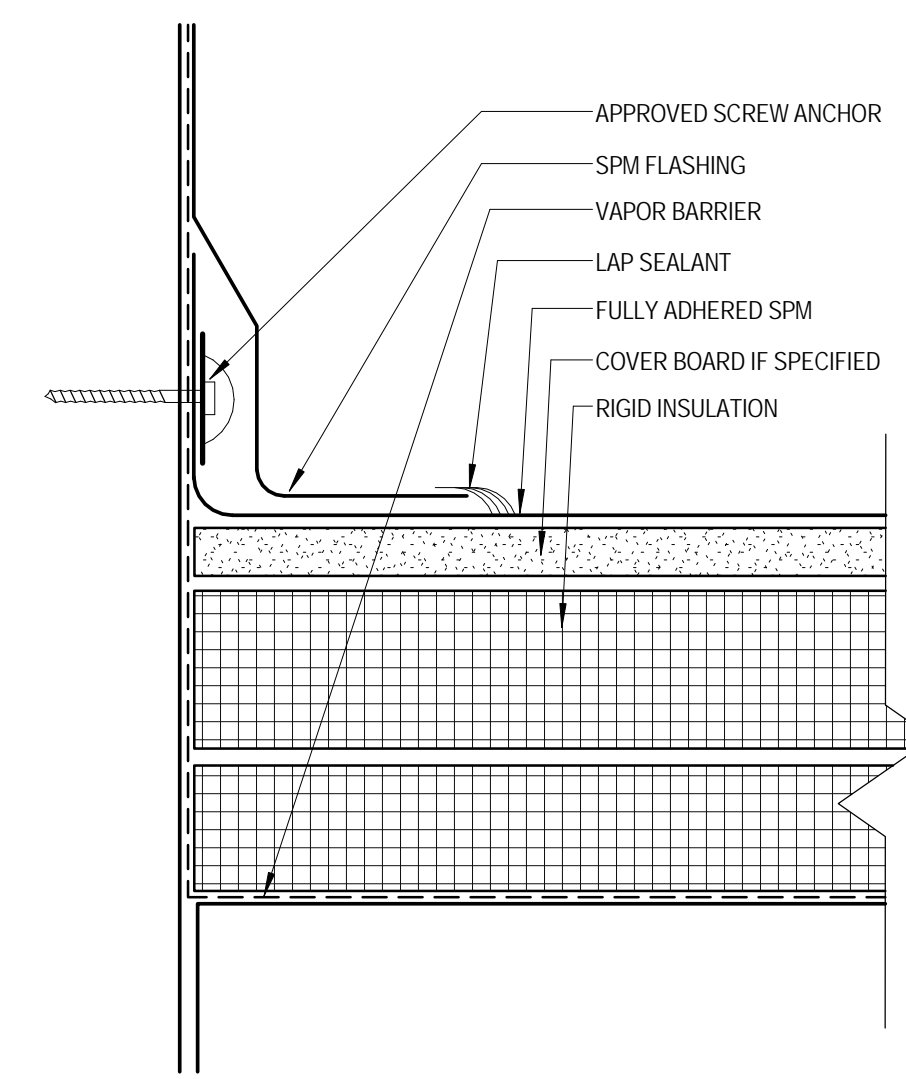 APPROVED SCREW ANCHOR
SPM FLASHING
VAPOR BARRIER
LAP SEALANT
FULLY ADHERED SPM
COVER BOARD IF SPECIFIED
RIGID INSULATION